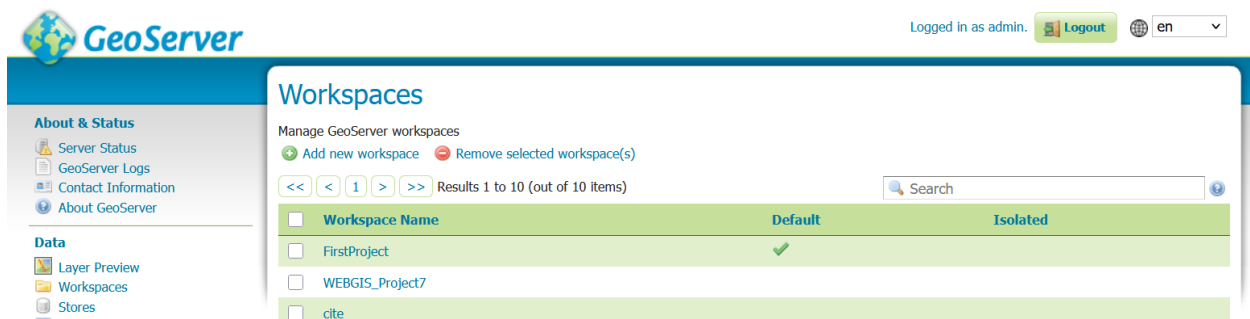 GeoServer
Logged in as admin.
Logout
en
About & Status
Server Status
GeoServer Logs
Contact Information
About GeoServer
Data
Layer Preview
Workspaces
Stores
Workspaces
Manage GeoServer workspaces
Add new workspace Remove selected workspace(s)
<< < 1 > >> Results 1 to 10 (out of 10 items) Search
Workspace Name Default Isolated
FirstProject
WEBGIS_Project7
cite